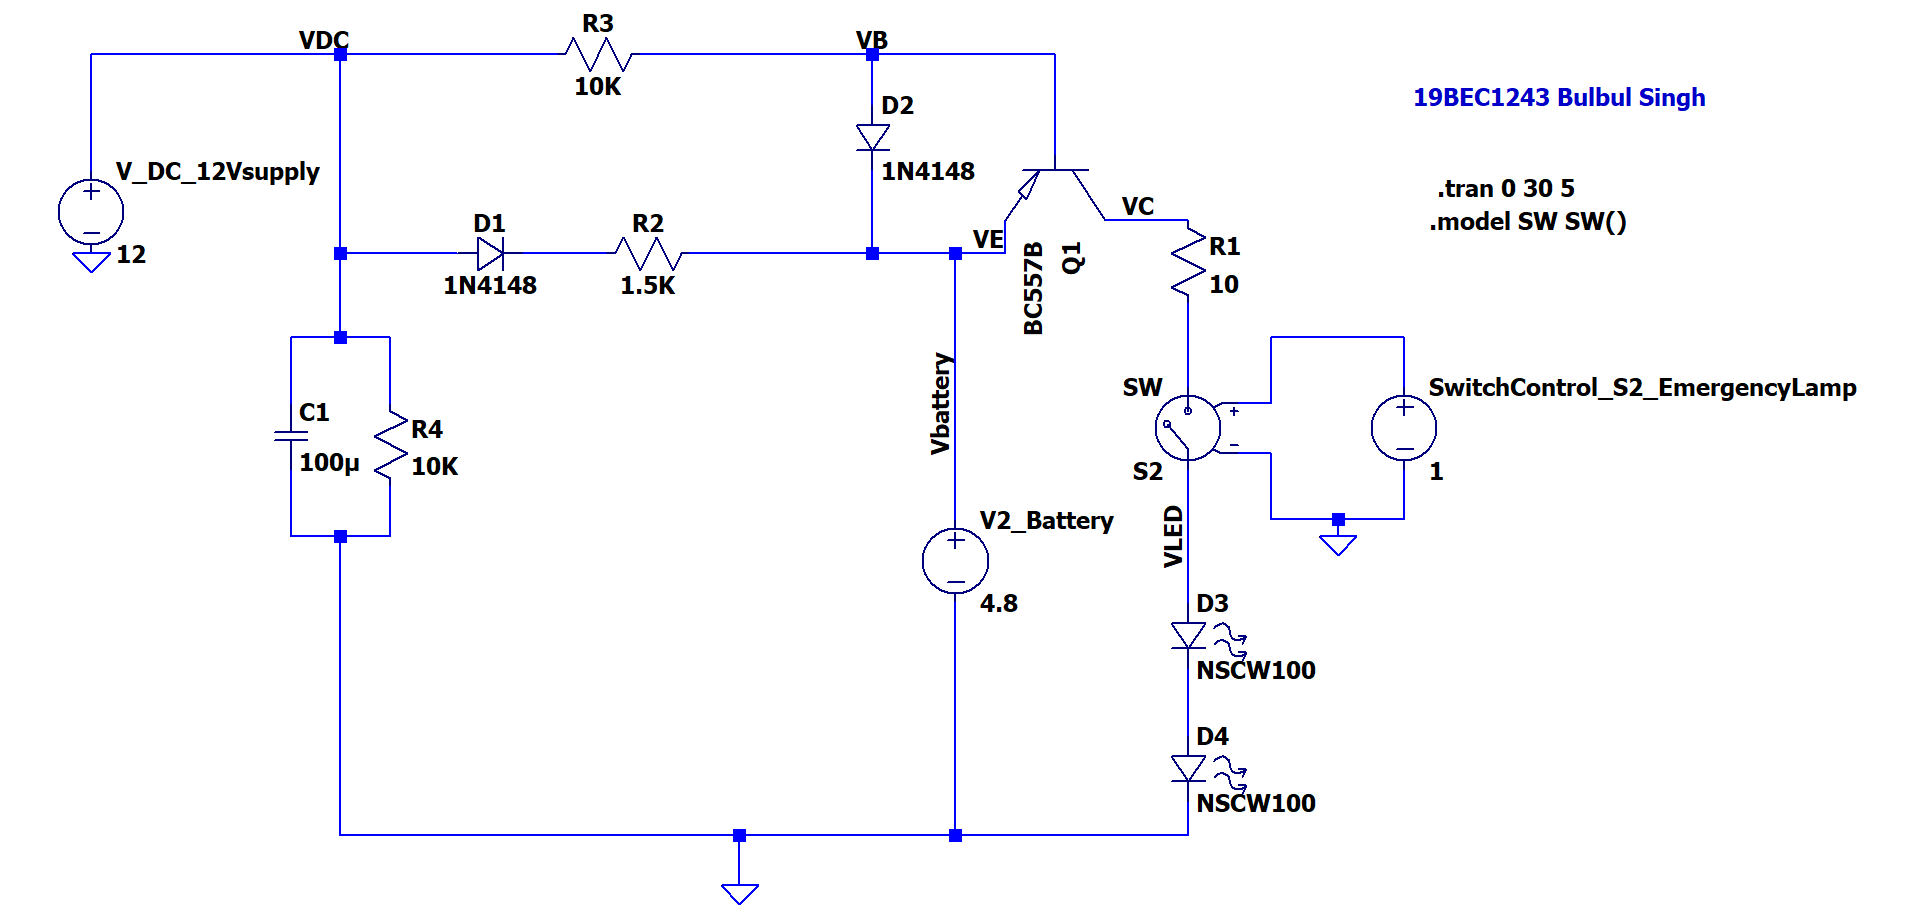 VDC
R3
10K
VB
D2
1N4148
V_DC_12Vsupply
12
D1
1N4148
R2
1.5K
VE
BC557B
Q1
VC
R1
10
19BEC1243 Bulbul Singh
.tran 0 30 5
.model SW SW()
C1
100µ
R4
10K
Vbattery
V2_Battery
4.8
SW
S2
SwitchControl_S2_EmergencyLamp
1
VLED
D3
NSCW100
D4
NSCW100